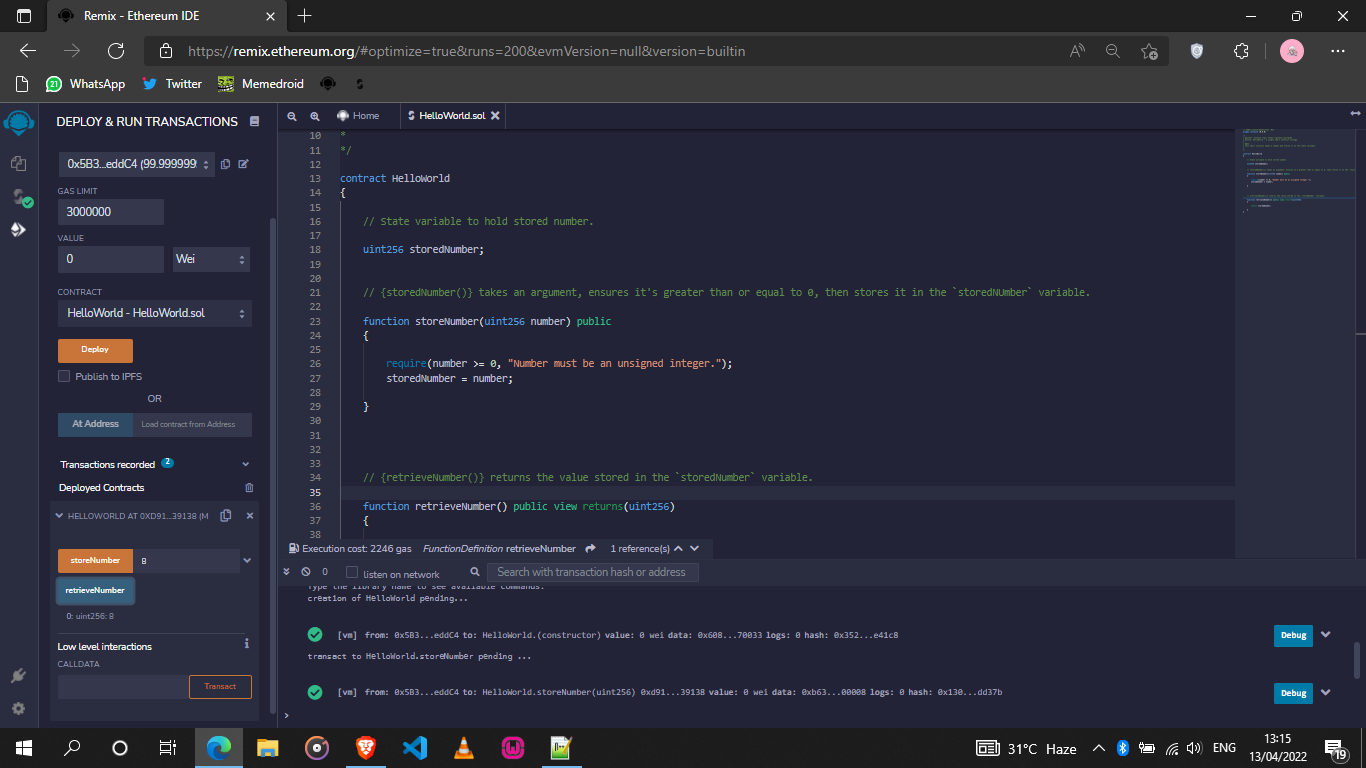 Remix - Ethereum IDE
https://remix.ethereum.org/#optimize=true&runs=200&evmVersion=null&version=builtin
21 WhatsApp Twitter Memedroid
DEPLOY & RUN TRANSACTIONS
0x5B3...eddC4 (99.9999999
GAS LIMIT
3000000
VALUE
0 Wei
CONTRACT
HelloWorld - HelloWorld.sol
Deploy
Publish to IPFS
OR
At Address Load contract from Address
Transactions recorded 2
Deployed Contracts
HELLOWORLD AT 0XD91...39138 (M
storeNumber 8
retrieveNumber
0: uint256: 8
Low level interactions
CALLDATA
Transact
Home HelloWorld.sol
10 *
11 */
12
13 contract HelloWorld
14 {
15
16 // State variable to hold stored number.
17
18 uint256 storedNumber;
19
20
21 // {storedNumber()} takes an argument, ensures it's greater than or equal to 0, then stores it in the `storedNUmber` variable.
22
23 function storeNumber(uint256 number) public
24 {
25
26 require(number >= 0, "Number must be an unsigned integer.");
27 storedNumber = number;
28
29 }
30
31
32
33
34 // {retrieveNumber()} returns the value stored in the `storedNumber` variable.
35
36 function retrieveNumber() public view returns(uint256)
37 {
38
Execution cost: 2246 gas FunctionDefinition retrieveNumber 1 reference(s)
0 listen on network Search with transaction hash or address
Type the library name to see available commands.
creation of HelloWorld pending...
[vm] from: 0x5B3...eddC4 to: HelloWorld.(constructor) value: 0 wei data: 0x608...70033 logs: 0 hash: 0x352...e41c8 Debug
transact to HelloWorld.storeNumber pending ...
[vm] from: 0x5B3...eddC4 to: HelloWorld.storeNumber(uint256) 0xd91...39138 value: 0 wei data: 0xb63...00008 logs: 0 hash: 0x130...dd37b Debug
>
31°C Haze ENG 13:15
13/04/2022 19